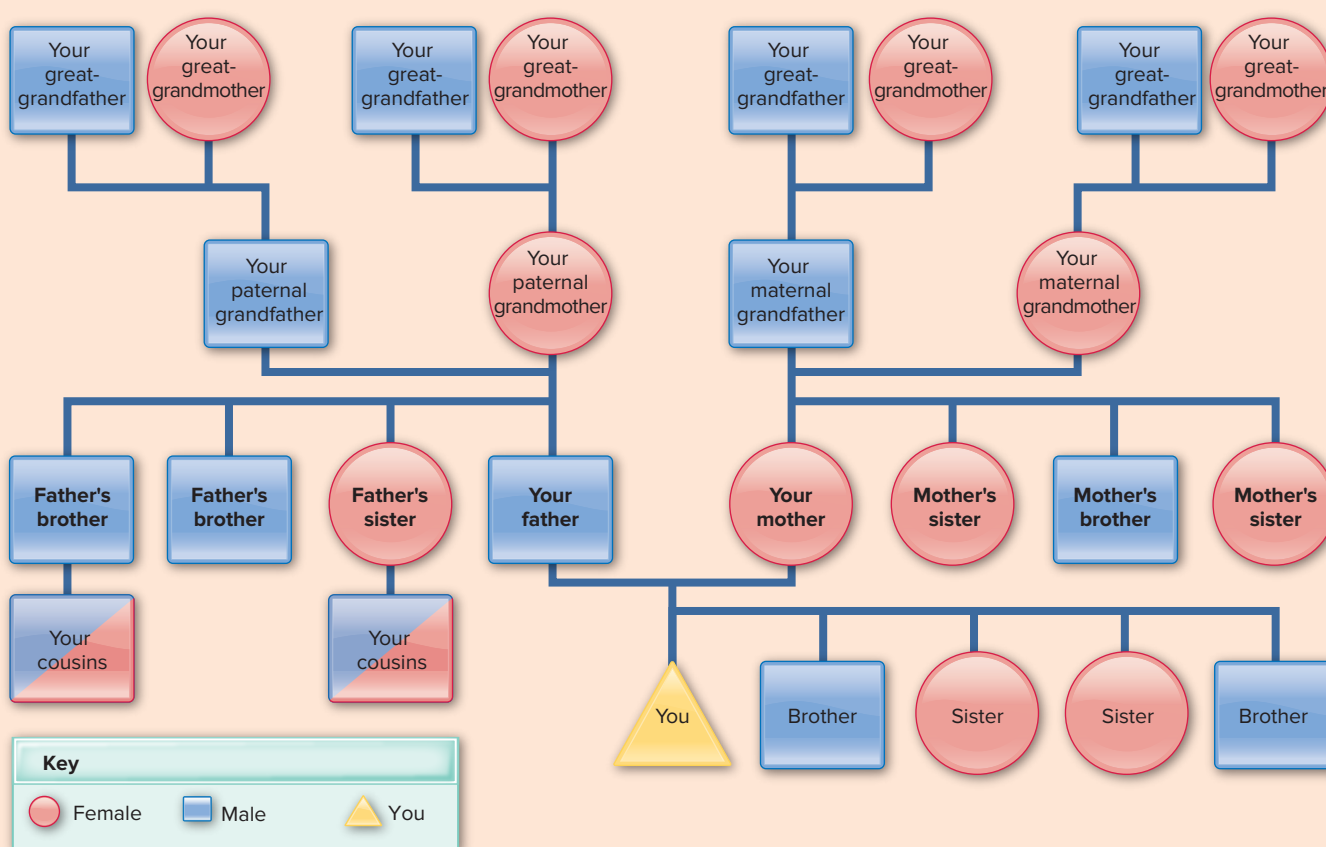 Your
great-
grandfather
Your
great-
grandmother
Your
great-
grandfather
Your
great-
grandmother
Your
great-
grandfather
Your
great-
grandmother
Your
great-
grandfather
Your
great-
grandmother
Your
paternal
grandfather
Your
paternal
grandmother
Your
maternal
grandfather
Your
maternal
grandmother
Father's
brother
Father's
brother
Father's
sister
Your
father
Your
mother
Mother's
sister
Mother's
brother
Mother's
sister
Your
cousins
Your
cousins
You
Brother
Sister
Sister
Brother
Key
Female
Male
You